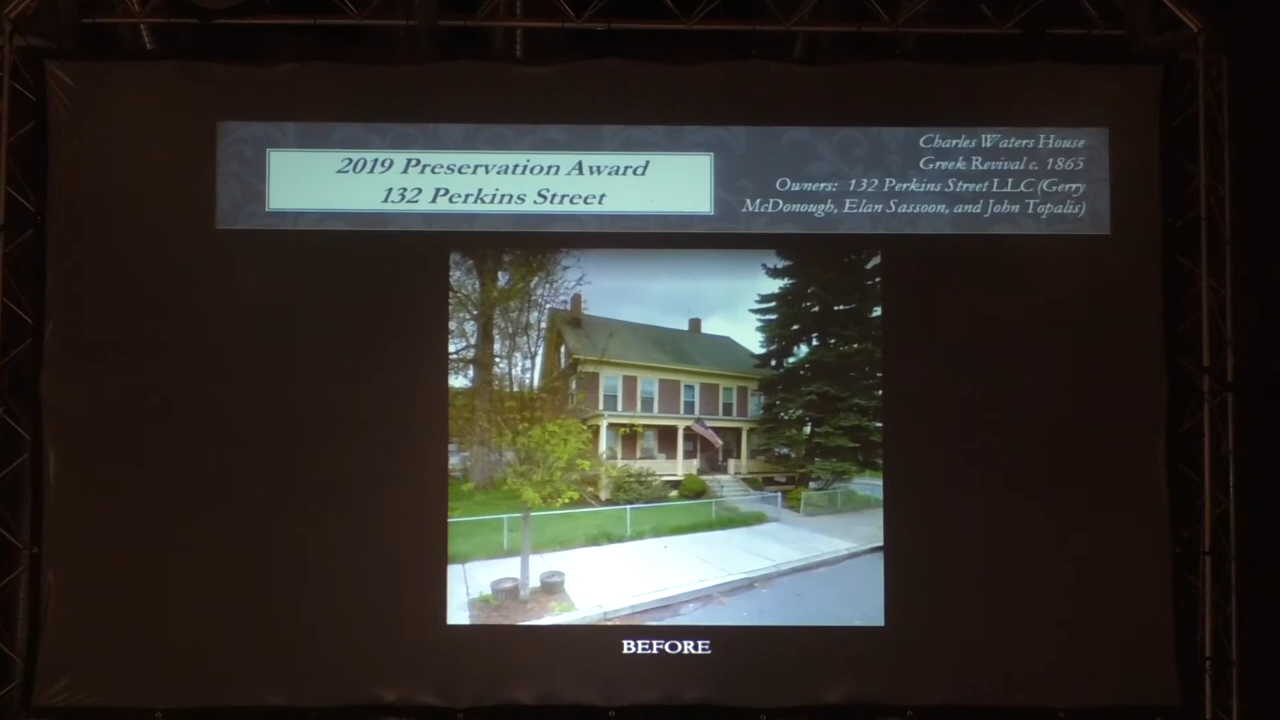 2019 Preservation Award
132 Perkins Street
Charles Waters House
Greek Revival c. 1865
Owners: 132 Perkins Street LLC (Gerry
McDonough, Elan Sassoon, and John Topalis)
BEFORE